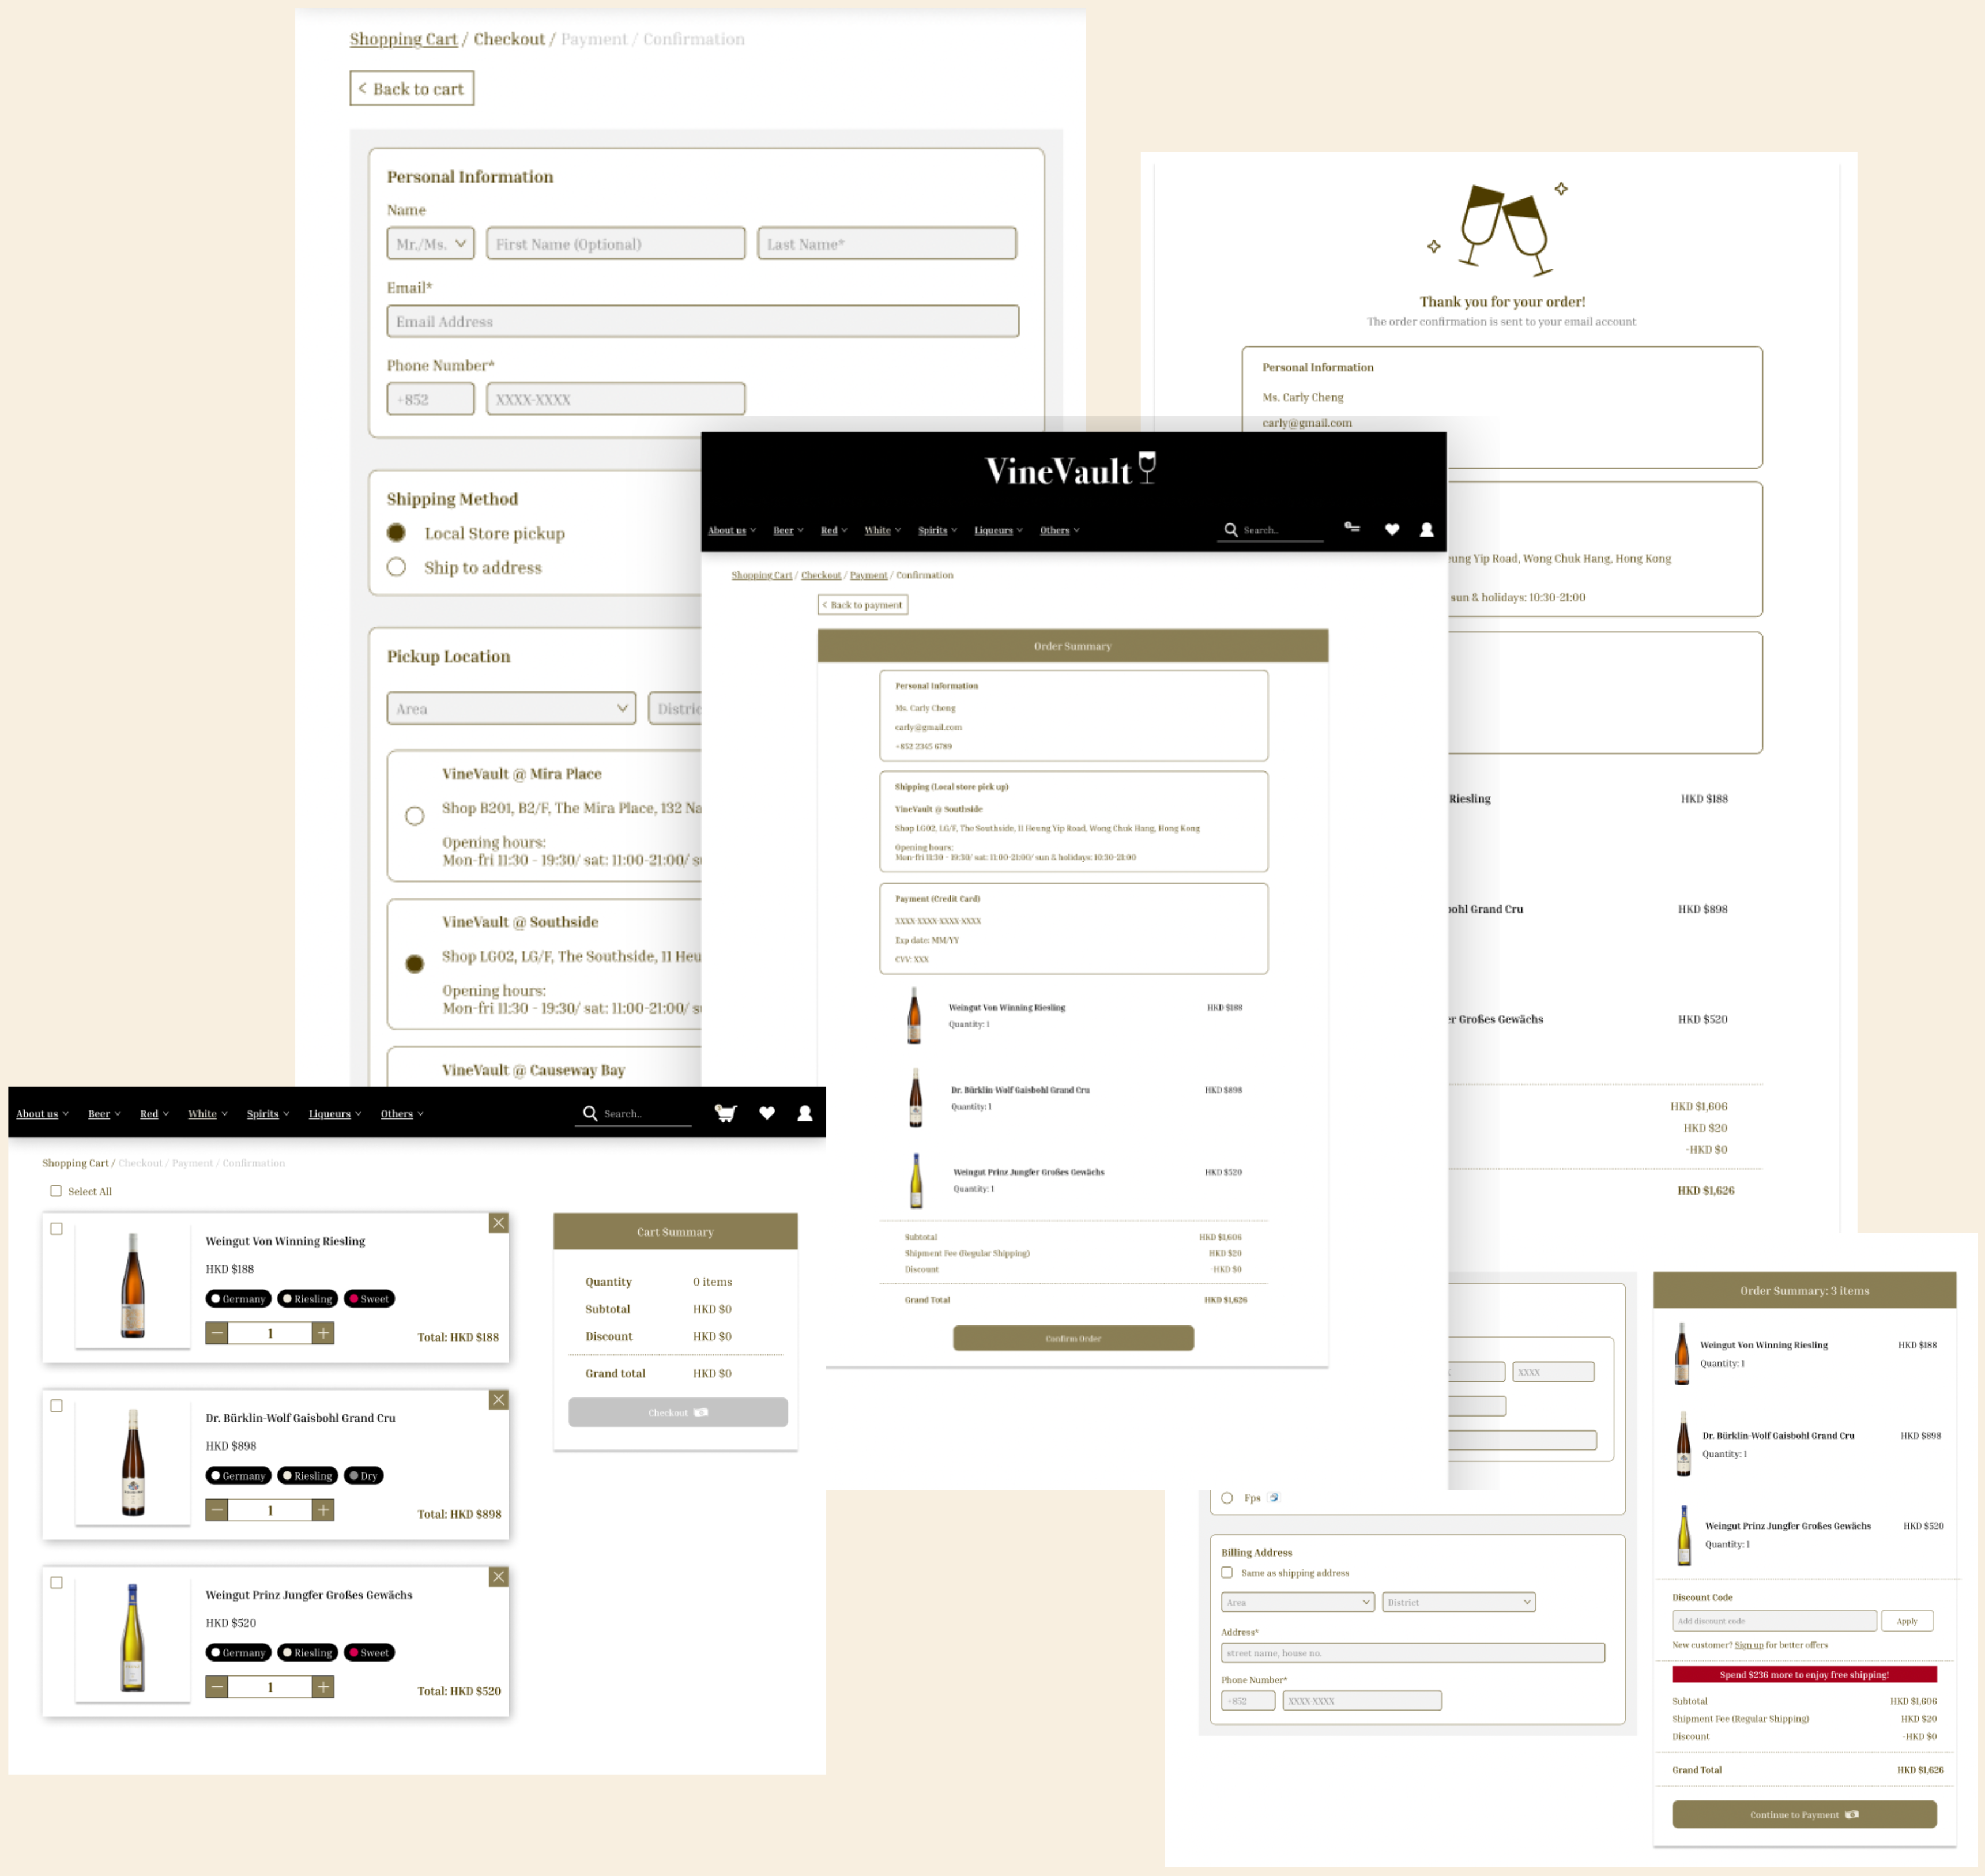 Shopping Cart / Checkout / Payment / Confirmation
< Back to cart
Personal Information
Name
Mr./Ms.
First Name (Optional)
Last Name*
Email*
Email Address
Phone Number*
+852
XXXX-XXXX
Shipping Method
Local Store pickup
Ship to address
Pickup Location
Area
Distric
VineVault @ Mira Place
Shop B201, B2/F, The Mira Place, 132 Na
Opening hours:
Mon-fri 11:30 - 19:30/ sat: 11:00-21:00/ s
VineVault @ Southside
Shop LG02, LG/F, The Southside, 11 Heu
Opening hours:
Mon-fri 11:30 - 19:30/ sat: 11:00-21:00/ s
VineVault @ Causeway Bay
Thank you for your order!
The order confirmation is sent to your email account
Personal Information
Ms. Carly Cheng
carly@gmail.com
eung Yip Road, Wong Chuk Hang, Hong Kong
sun & holidays: 10:30-21:00
Riesling HKD $188
bohl Grand Cru HKD $898
er Großes Gewächs HKD $520
HKD $1,606
HKD $20
-HKD $0
HKD $1,626
VineVault
About us Beer Red White Spirits Liqueurs Others Search..
Shopping Cart / Checkout / Payment / Confirmation
< Back to payment
Order Summary
Personal Information
Ms. Carly Cheng
carly@gmail.com
+852 2345 6789
Shipping (Local store pick up)
VineVault @ Southside
Shop LG02, LG/F, The Southside, 11 Heung Yip Road, Wong Chuk Hang, Hong Kong
Opening hours:
Mon-fri 11:30 - 19:30/ sat: 11:00-21:00/ sun & holidays: 10:30-21:00
Payment (Credit Card)
XXXX-XXXX-XXXX-XXXX
Exp date: MM/YY
CVV: XXX
Weingut Von Winning Riesling HKD $188
Quantity: 1
Dr. Bürklin-Wolf Gaisbohl Grand Cru HKD $898
Quantity: 1
Weingut Prinz Jungfer Großes Gewächs HKD $520
Quantity: 1
Subtotal HKD $1,606
Shipment Fee (Regular Shipping) HKD $20
Discount -HKD $0
Grand Total HKD $1,626
Confirm Order
About us Beer Red White Spirits Liqueurs Others Search..
Shopping Cart / Checkout / Payment / Confirmation
Select All
Weingut Von Winning Riesling
HKD $188
Germany Riesling Sweet
1
Total: HKD $188
Dr. Bürklin-Wolf Gaisbohl Grand Cru
HKD $898
Germany Riesling Dry
1
Total: HKD $898
Weingut Prinz Jungfer Großes Gewächs
HKD $520
Germany Riesling Sweet
1
Total: HKD $520
Cart Summary
Quantity 0 items
Subtotal HKD $0
Discount HKD $0
Grand total HKD $0
Checkout
XXXX
Fps
Billing Address
Same as shipping address
Area
District
Address*
street name, house no.
Phone Number*
+852
XXXX-XXXX
Order Summary: 3 items
Weingut Von Winning Riesling HKD $188
Quantity: 1
Dr. Bürklin-Wolf Gaisbohl Grand Cru HKD $898
Quantity: 1
Weingut Prinz Jungfer Großes Gewächs HKD $520
Quantity: 1
Discount Code
Add discount code
Apply
New customer? Sign up for better offers
Spend $236 more to enjoy free shipping!
Subtotal HKD $1,606
Shipment Fee (Regular Shipping) HKD $20
Discount -HKD $0
Grand Total HKD $1,626
Continue to Payment